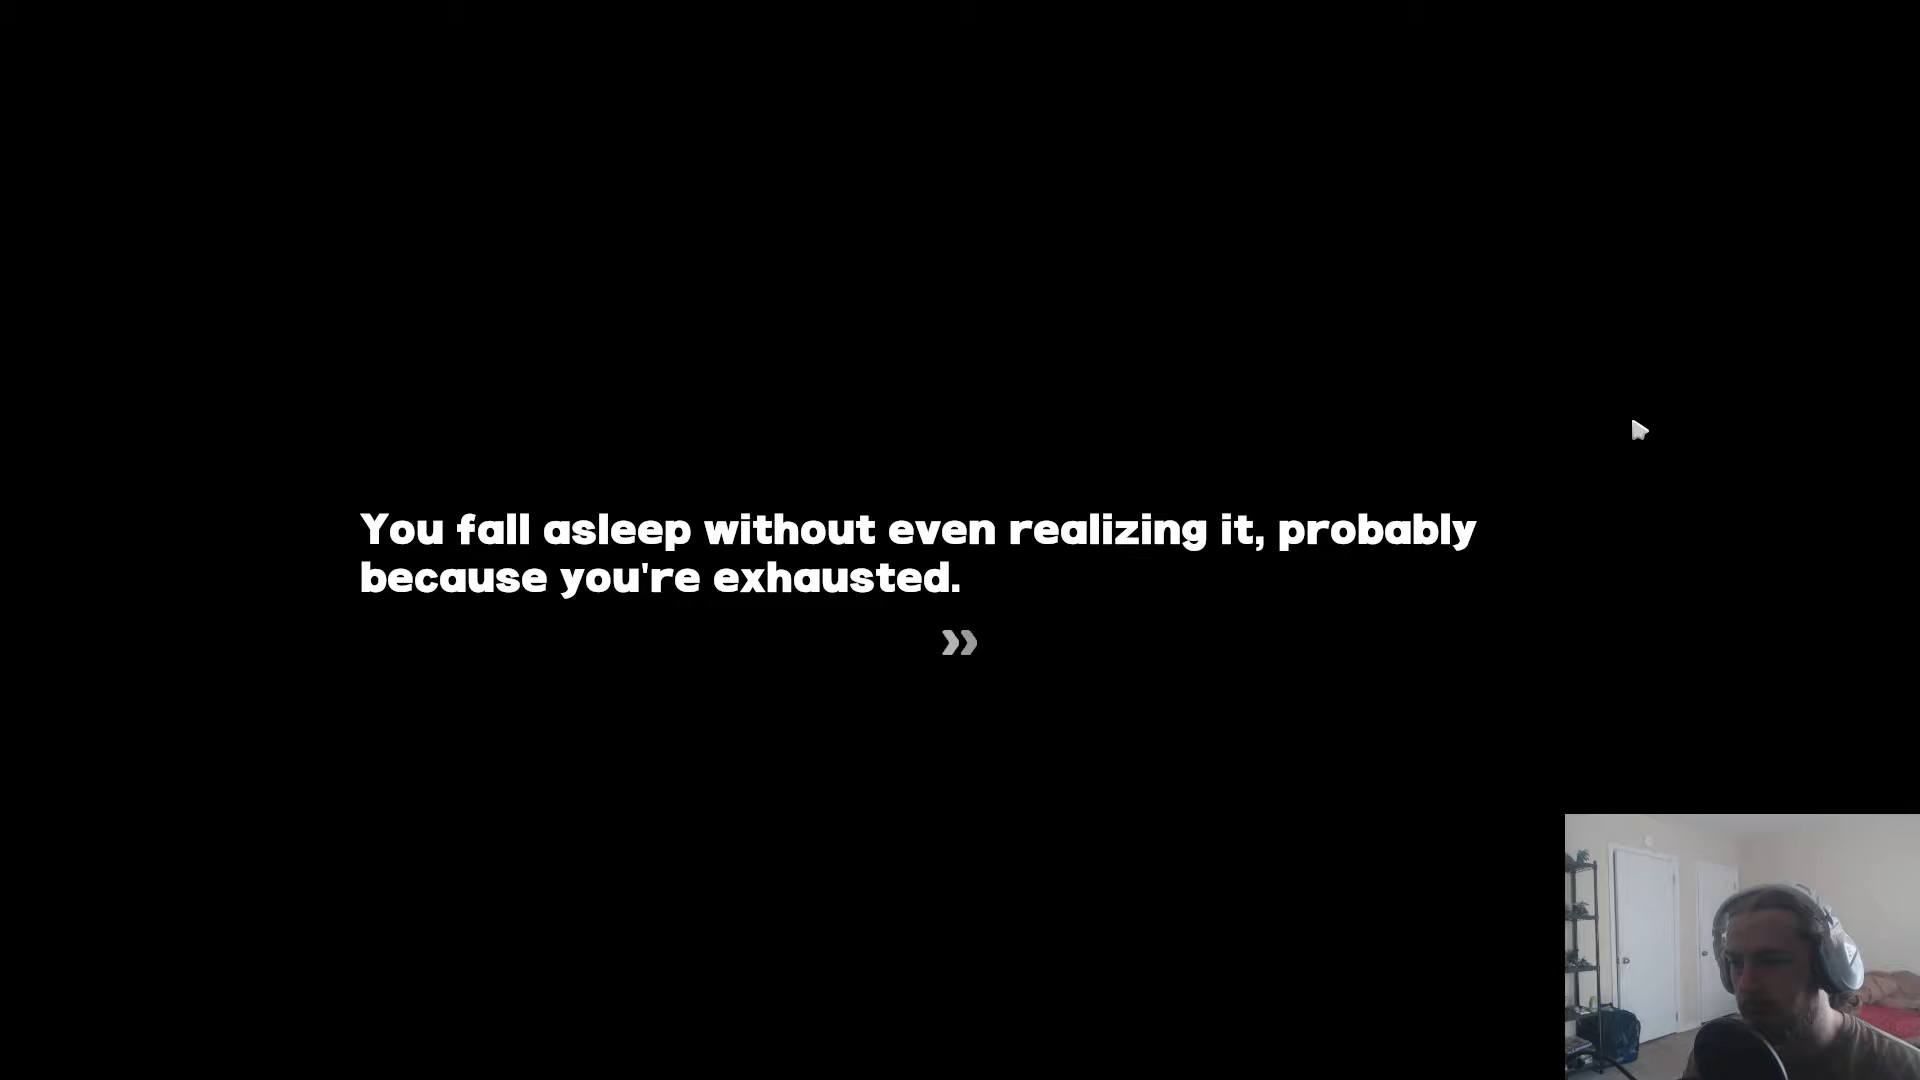 You fall asleep without even realizing it, probably
because you're exhausted.